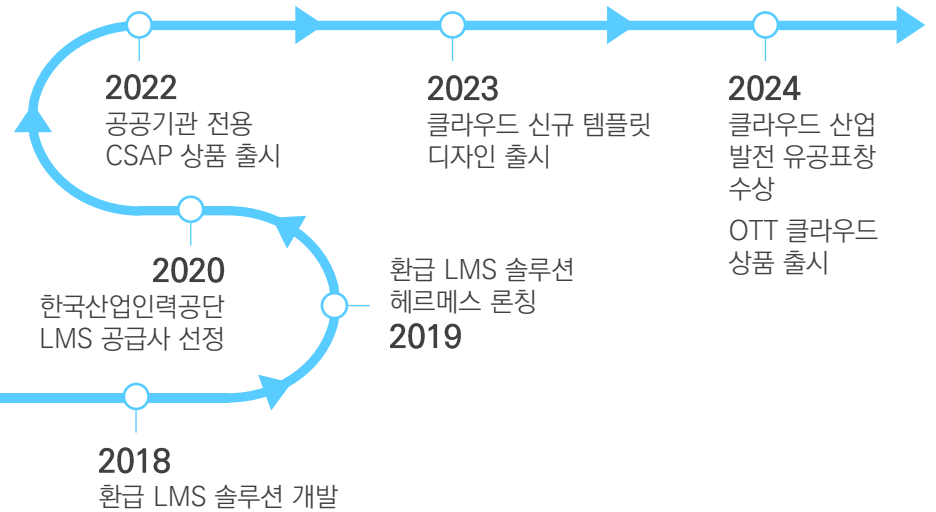 2022
공공기관 전용
CSAP 상품 출시
2023
클라우드 신규 템플릿
디자인 출시
2024
클라우드 산업
발전 유공표창
수상
OTT 클라우드
상품 출시
2020
한국산업인력공단
LMS 공급사 선정
환급 LMS 솔루션
헤르메스 론칭
2019
2018
환급 LMS 솔루션 개발